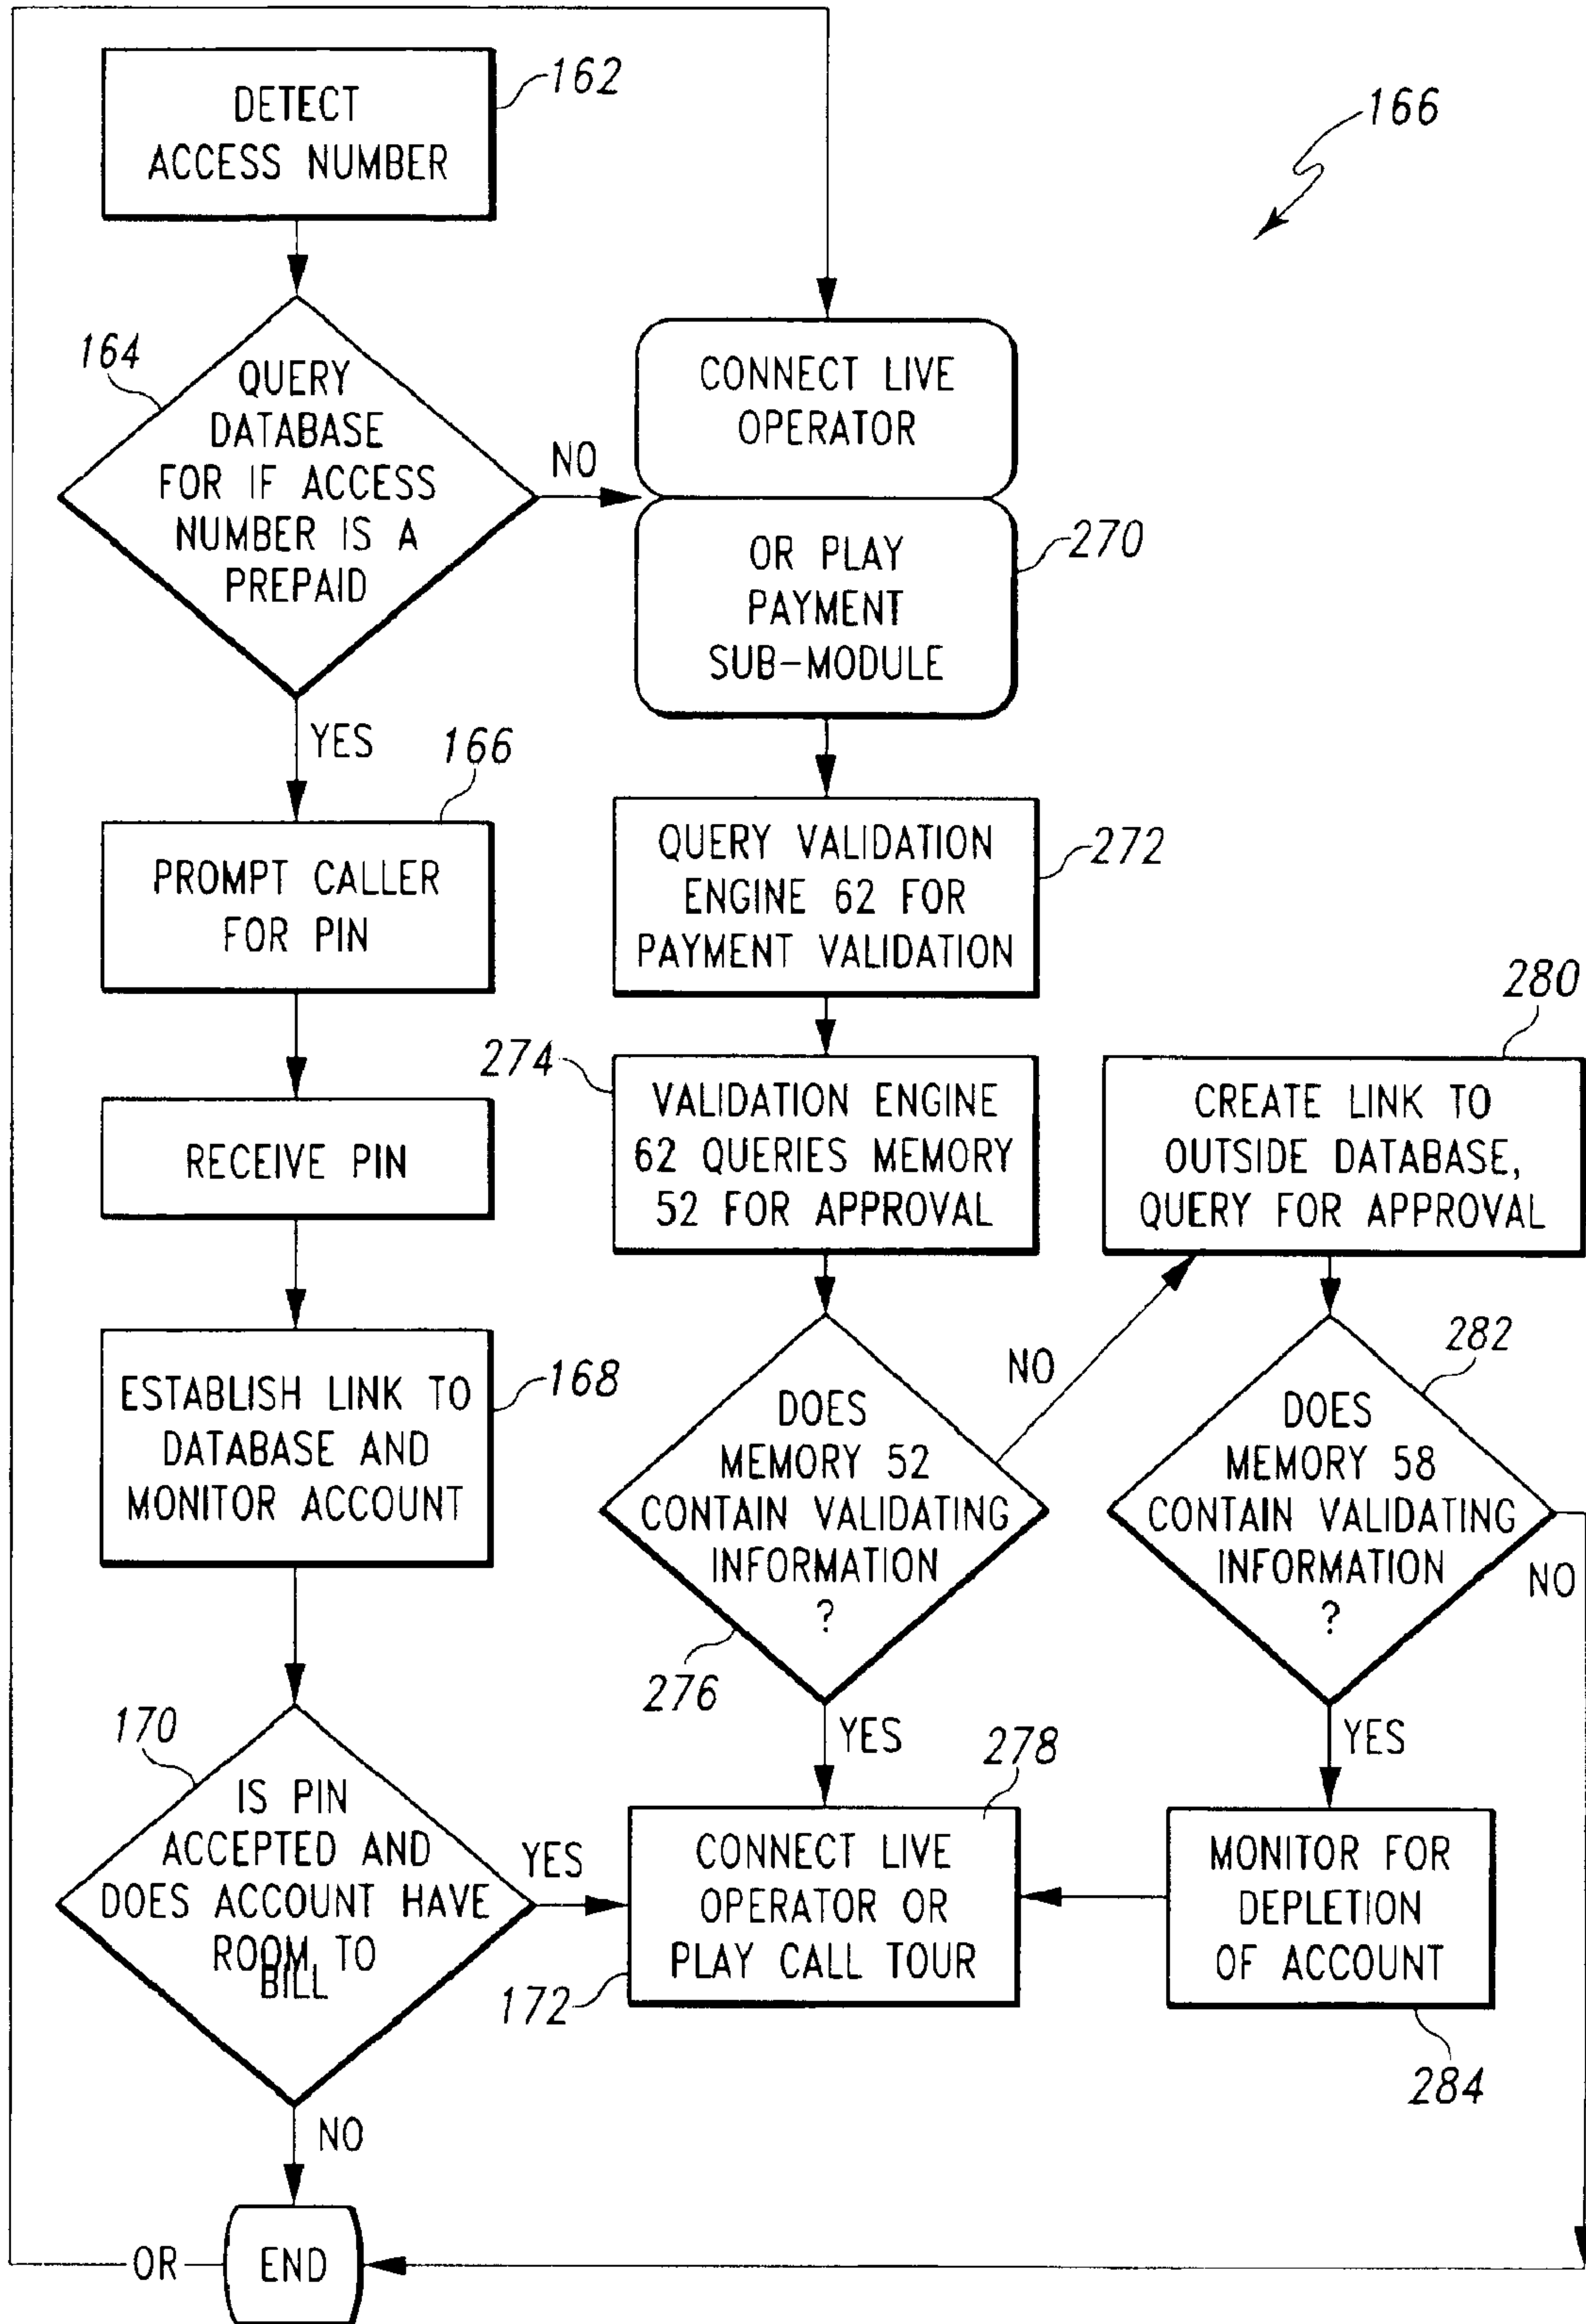 DETECT
ACCESS NUMBER
162
166
164
QUERY
DATABASE
FOR IF ACCESS
NUMBER IS A
PREPAID
NO
YES
CONNECT LIVE
OPERATOR
OR PLAY
PAYMENT
SUB-MODULE
270
166
PROMPT CALLER
FOR PIN
QUERY VALIDATION
ENGINE 62 FOR
PAYMENT VALIDATION
272
RECEIVE PIN
274
VALIDATION ENGINE
62 QUERIES MEMORY
52 FOR APPROVAL
280
CREATE LINK TO
OUTSIDE DATABASE,
QUERY FOR APPROVAL
ESTABLISH LINK TO
DATABASE AND
MONITOR ACCOUNT
168
DOES
MEMORY 52
CONTAIN VALIDATING
INFORMATION
?
NO
276
YES
282
DOES
MEMORY 58
CONTAIN VALIDATING
INFORMATION
?
NO
YES
170
IS PIN
ACCEPTED AND
DOES ACCOUNT HAVE
ROOM TO
BILL
YES
NO
278
CONNECT LIVE
OPERATOR OR
PLAY CALL TOUR
172
MONITOR FOR
DEPLETION
OF ACCOUNT
284
OR
END